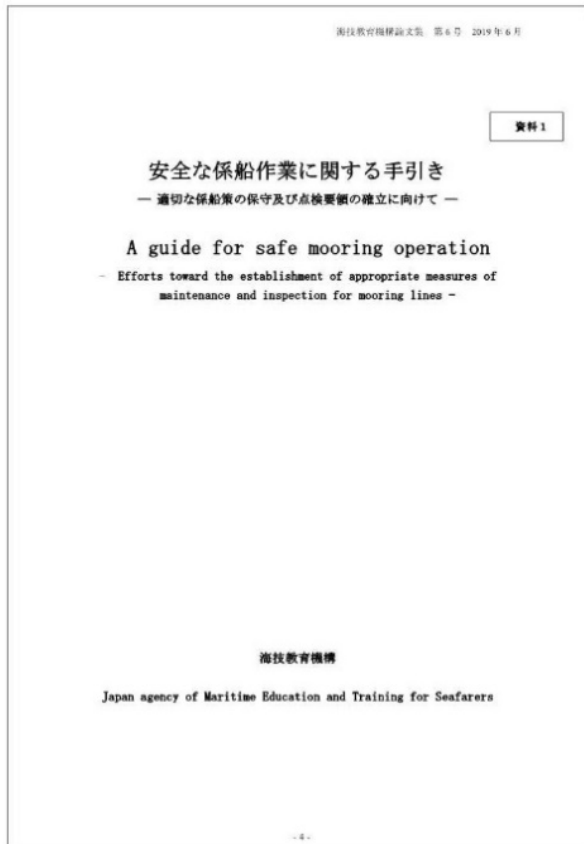 海技教育機構論文集 第6号 2019年6月
資料1
安全な係船作業に関する手引き
― 適切な係船索の保守及び点検要領の確立に向けて ―
A guide for safe mooring operation
- Efforts toward the establishment of appropriate measures of
maintenance and inspection for mooring lines -
海技教育機構
Japan agency of Maritime Education and Training for Seafarers
- 4 -